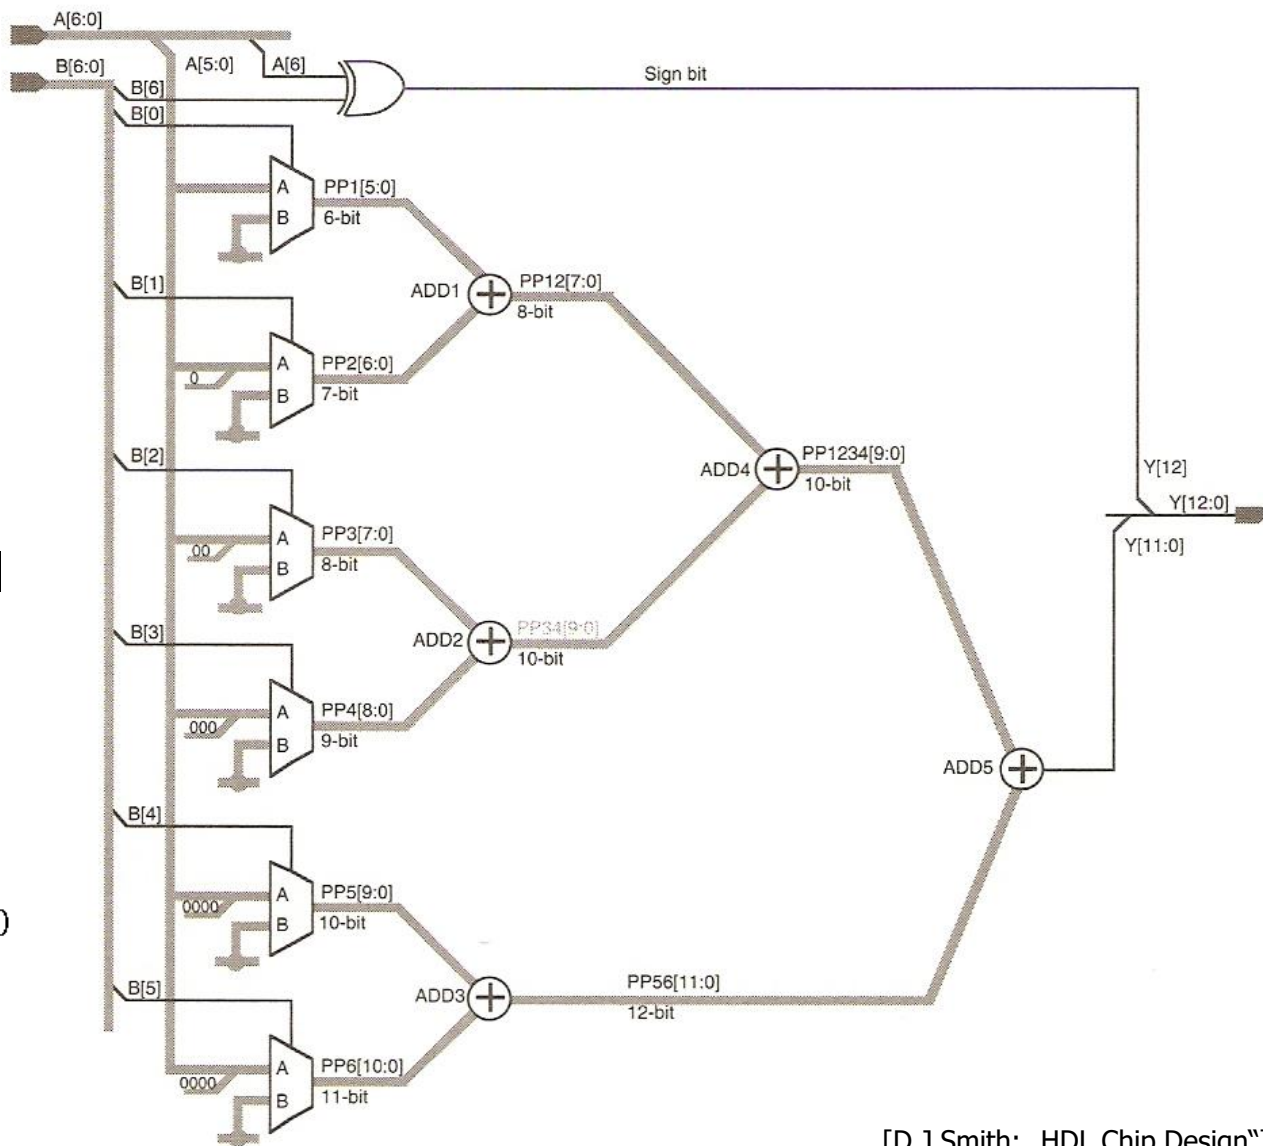 A[6:0]
A[5:0]
A[6]
Sign bit
B[6:0]
B[6]
B[0]
A
PP1[5:0]
B
6-bit
B[1]
ADD1
PP12[7:0]
8-bit
A
PP2[6:0]
0
B
7-bit
B[2]
ADD4
PP1234[9:0]
10-bit
Y[12]
Y[12:0]
Y[11:0]
A
PP3[7:0]
00
B
8-bit
B[3]
ADD2
PP34[9:0]
10-bit
A
PP4[8:0]
000
B
9-bit
ADD5
B[4]
A
PP5[9:0]
0000
B
10-bit
B[5]
ADD3
PP56[11:0]
12-bit
A
PP6[10:0]
0000
B
11-bit